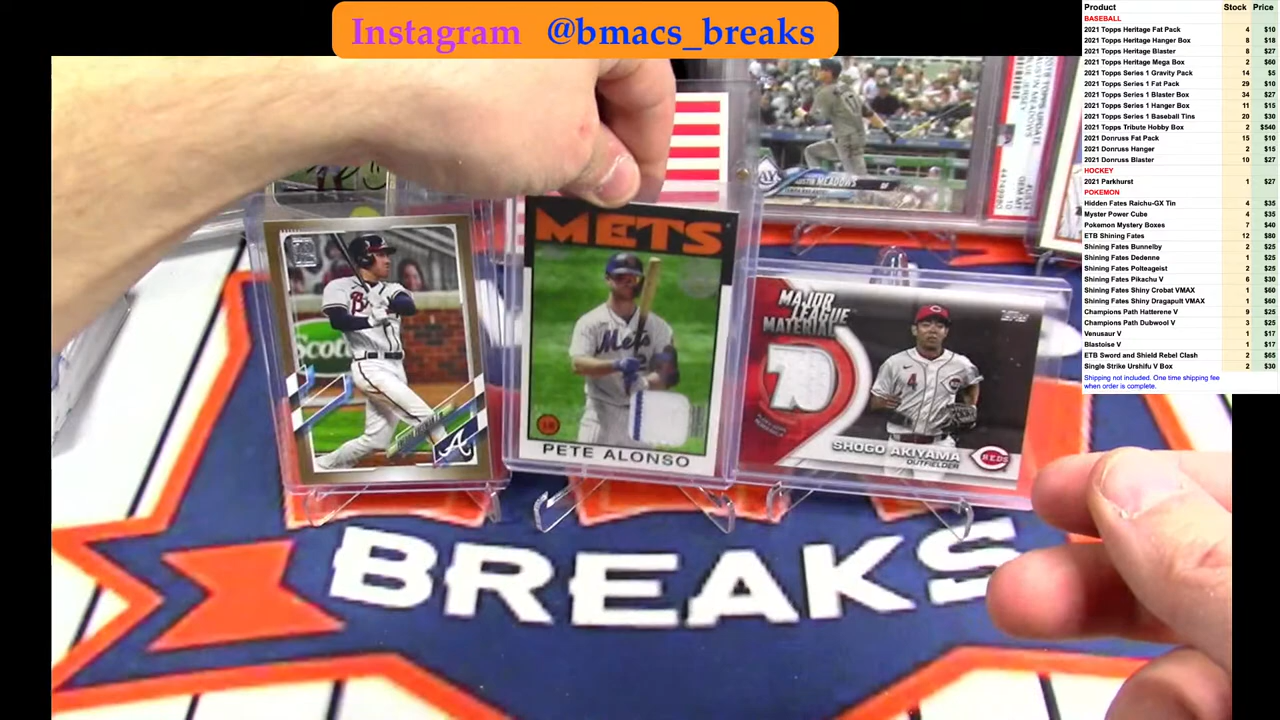 Instagram @bmacs_breaks
Product Stock Price
BASEBALL
2021 Topps Heritage Fat Pack 4 $10
2021 Topps Heritage Hanger Box 8 $18
2021 Topps Heritage Blaster 8 $27
2021 Topps Heritage Mega Box 2 $60
2021 Topps Series 1 Gravity Pack 14 $5
2021 Topps Series 1 Fat Pack 29 $10
2021 Topps Series 1 Blaster Box 34 $27
2021 Topps Series 1 Hanger Box 11 $15
2021 Topps Series 1 Baseball Tins 20 $30
2021 Topps Tribute Hobby Box 2 $540
2021 Donruss Fat Pack 15 $10
2021 Donruss Hanger 2 $15
2021 Donruss Blaster 10 $27
HOCKEY
2021 Parkhurst 1 $27
POKEMON
Hidden Fates Raichu-GX Tin 4 $35
Myster Power Cube 4 $35
Pokemon Mystery Boxes 7 $40
ETB Shining Fates 12 $80
Shining Fates Bunnelby 2 $25
Shining Fates Dedenne 1 $25
Shining Fates Polteageist 2 $25
Shining Fates Pikachu V 6 $30
Shining Fates Shiny Crobat VMAX 1 $60
Shining Fates Shiny Dragapult VMAX 1 $60
Champions Path Hatterene V 9 $25
Champions Path Dubwool V 3 $25
Venusaur V 1 $17
Blastoise V 1 $17
ETB Sword and Shield Rebel Clash 2 $65
Single Strike Urshifu V Box 2 $30
Shipping not included. One time shipping fee
when order is complete.
AUSTIN MEADOWS OF
METS
Mets
PETE ALONSO
MAJOR
LEAGUE
MATERIAL
TOPPS
4
SHOGO AKIYAMA
OUTFIELDER
REDS
A
BREAKS